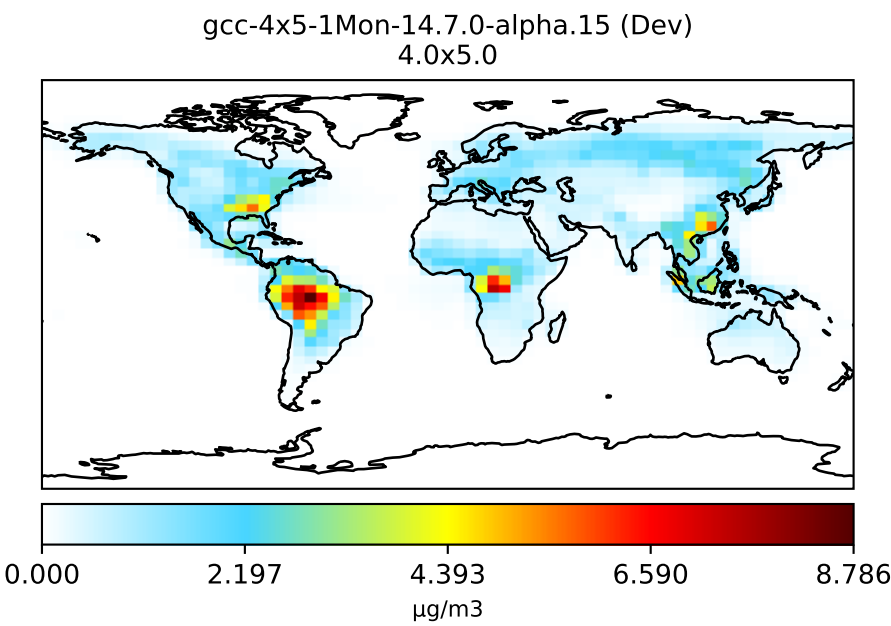 gcc-4x5-1Mon-14.7.0-alpha.15 (Dev)
4.0x5.0
0.000 2.197 4.393 6.590 8.786
μg/m3